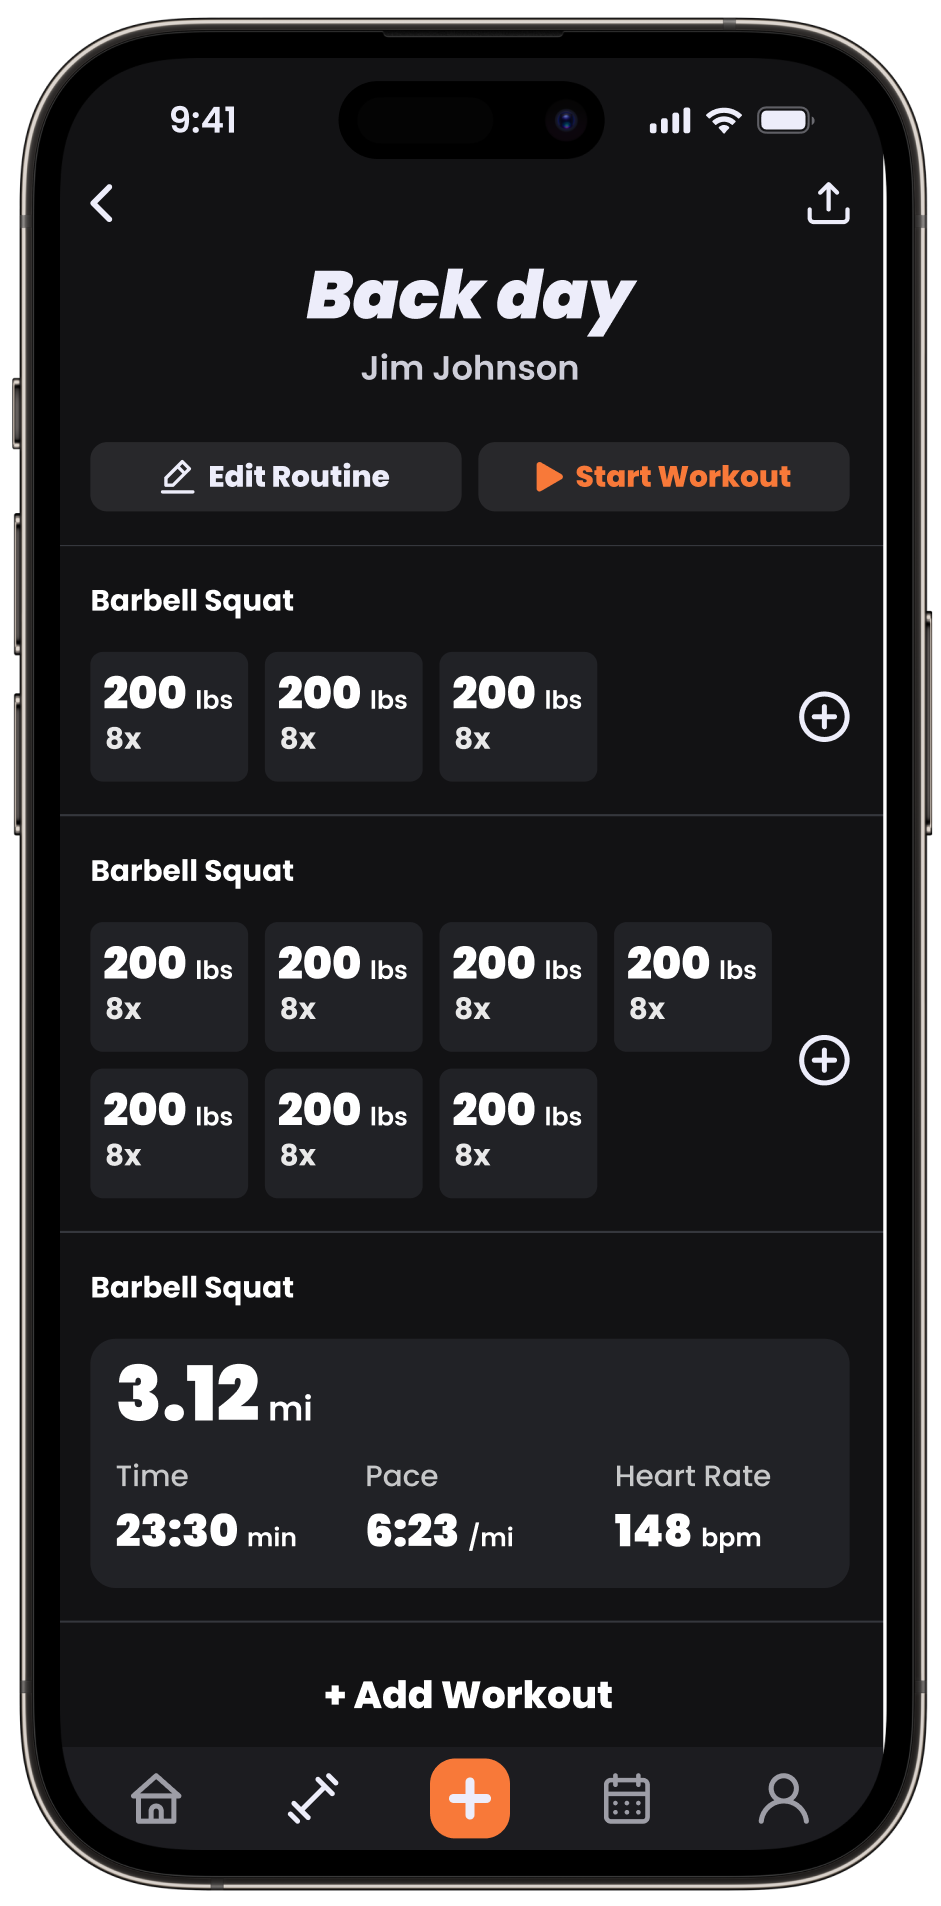 9:41
Back day
Jim Johnson
Edit Routine Start Workout
Barbell Squat
200 lbs 200 lbs 200 lbs
8x 8x 8x
Barbell Squat
200 lbs 200 lbs 200 lbs 200 lbs
8x 8x 8x 8x
200 lbs 200 lbs 200 lbs
8x 8x 8x
Barbell Squat
3.12 mi
Time Pace Heart Rate
23:30 min 6:23 /mi 148 bpm
+ Add Workout